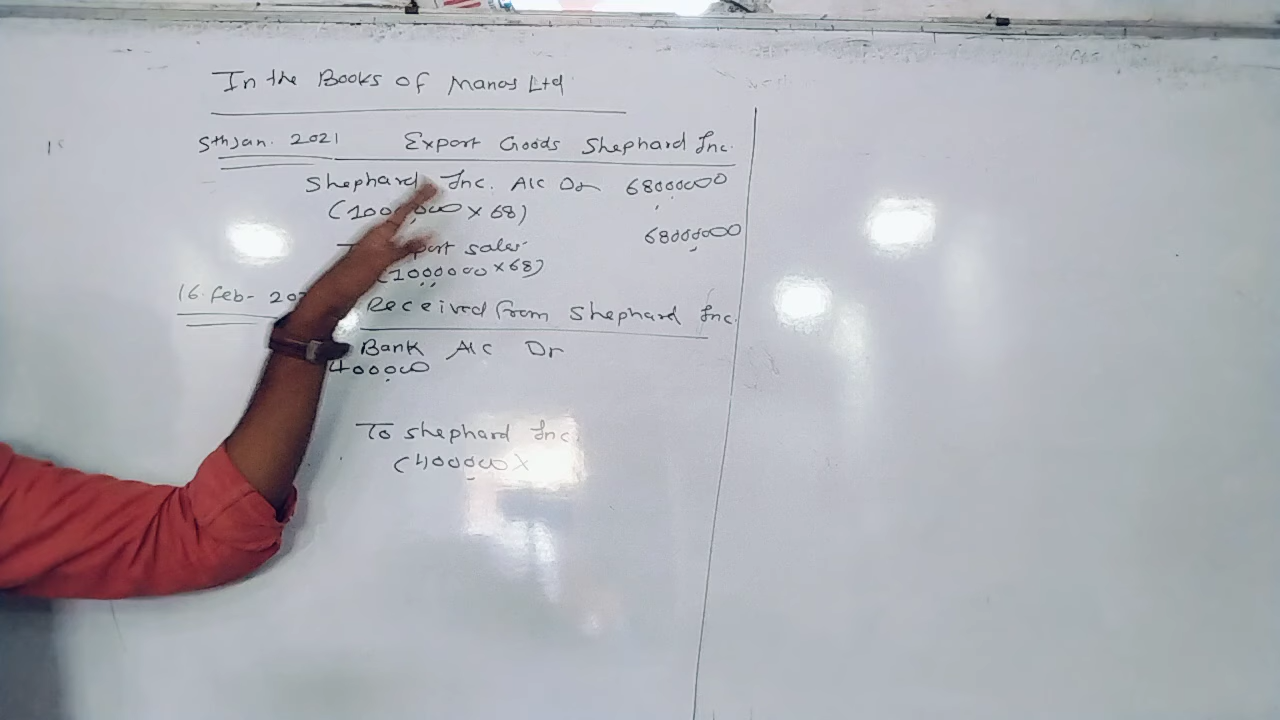 In the Books of Manas Ltd
5th Jan. 2021 Export Goods Shephard Inc.
Shephard Inc. A/c Dr 68000000
(1000000 x 68)
68000000
sales
(1000000 x 68)
16. Feb- Received from Shephard Inc.
Bank A/c Dr
400000
To shephard Inc.
(400000 x